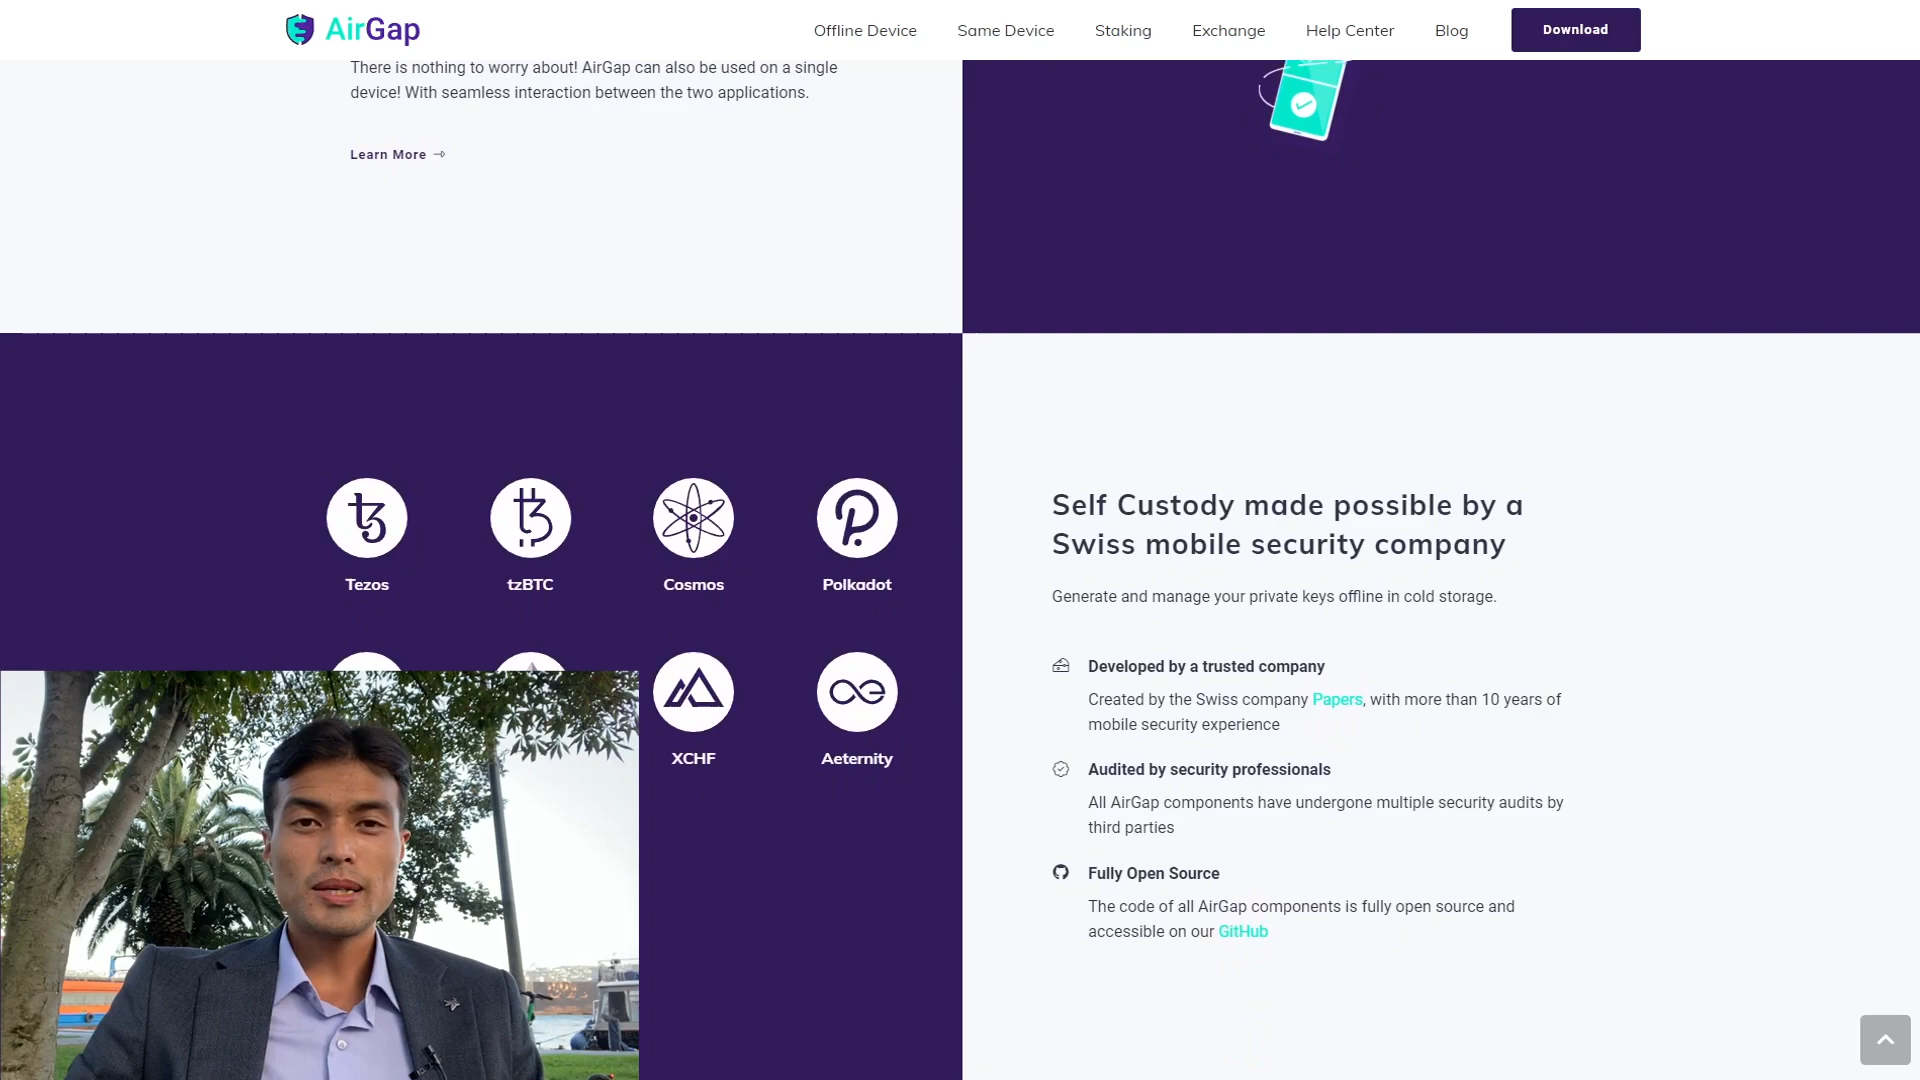 AirGap
Offline Device
Same Device
Staking
Exchange
Help Center
Blog
Download
There is nothing to worry about! AirGap can also be used on a single
device! With seamless interaction between the two applications.
Learn More
Tezos
tzBTC
Cosmos
Polkadot
XCHF
Aeternity
Self Custody made possible by a
Swiss mobile security company
Generate and manage your private keys offline in cold storage.
Developed by a trusted company
Created by the Swiss company Papers, with more than 10 years of
mobile security experience
Audited by security professionals
All AirGap components have undergone multiple security audits by
third parties
Fully Open Source
The code of all AirGap components is fully open source and
accessible on our GitHub